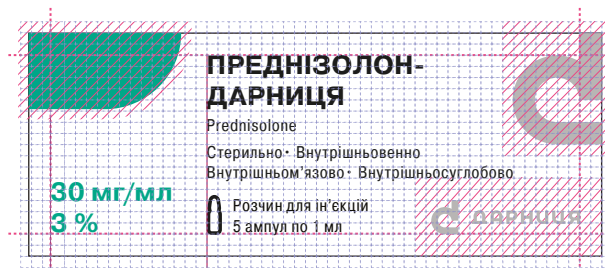 ПРЕДНІЗОЛОН-
ДАРНИЦЯ
Prednisolone
Стерильно · Внутрішньовенно
Внутрішньом'язово · Внутрішньосуглобово
30 мг/мл
3 %
Розчин для ін'єкцій
5 ампул по 1 мл
ДАРНИЦЯ